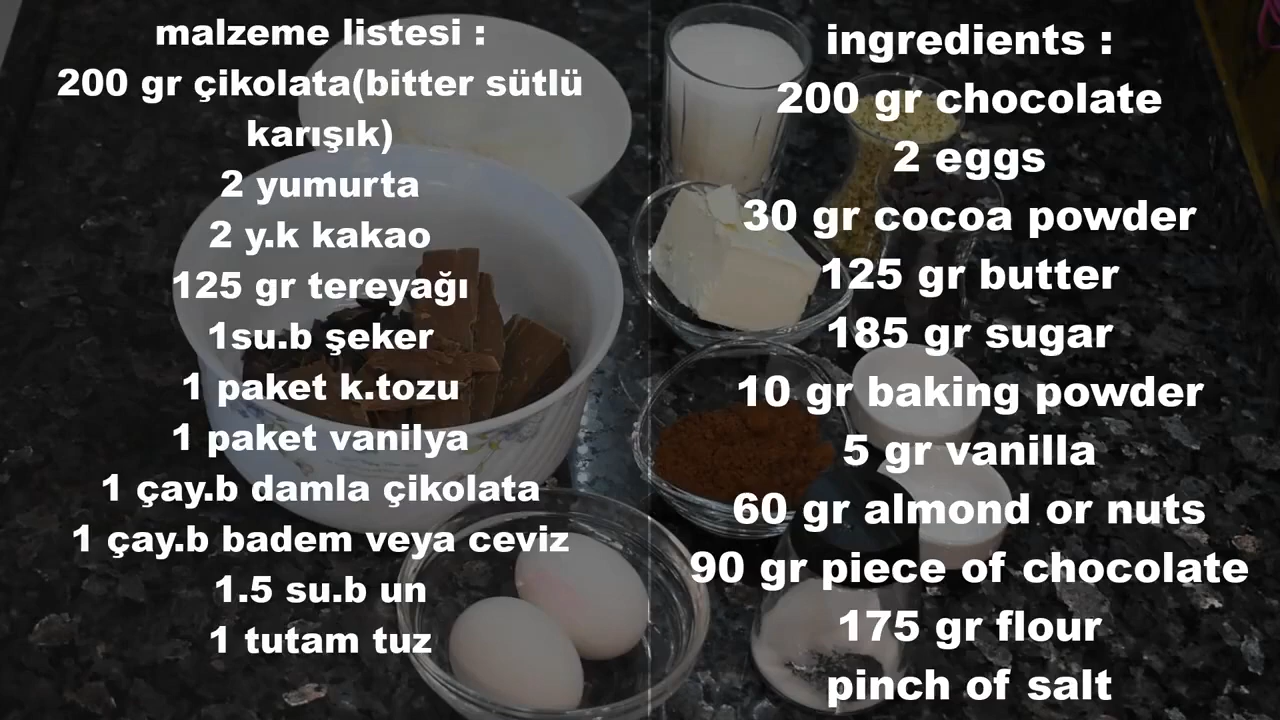 malzeme listesi :
200 gr çikolata(bitter sütlü
karışık)
2 yumurta
2 y.k kakao
125 gr tereyağı
1su.b şeker
1 paket k.tozu
1 paket vanilya
1 çay.b damla çikolata
1 çay.b badem veya ceviz
1.5 su.b un
1 tutam tuz
ingredients :
200 gr chocolate
2 eggs
30 gr cocoa powder
125 gr butter
185 gr sugar
10 gr baking powder
5 gr vanilla
60 gr almond or nuts
90 gr piece of chocolate
175 gr flour
pinch of salt